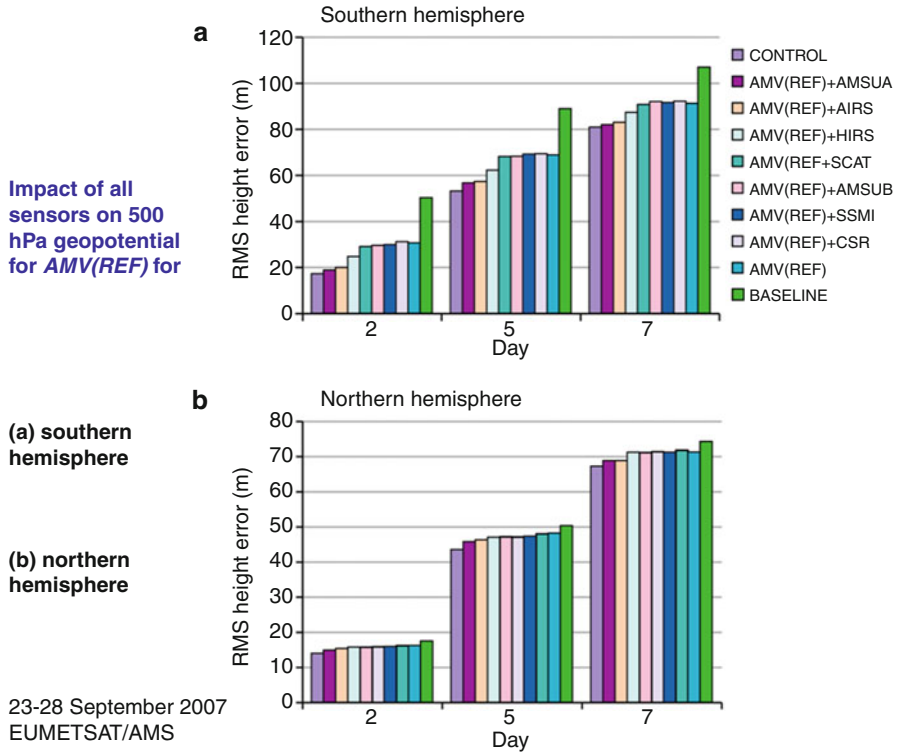 Southern hemisphere
a
120
100
80
60
40
20
0
RMS height error (m)
2
5
7
Day
CONTROL
AMV(REF)+AMSUA
AMV(REF)+AIRS
AMV(REF)+HIRS
AMV(REF+SCAT
AMV(REF)+AMSUB
AMV(REF)+SSMI
AMV(REF)+CSR
AMV(REF)
BASELINE
Impact of all
sensors on 500
hPa geopotential
for AMV(REF) for
b
Northern hemisphere
80
70
60
50
40
30
20
10
0
RMS height error (m)
2
5
7
Day
(a) southern
hemisphere
(b) northern
hemisphere
23-28 September 2007
EUMETSAT/AMS